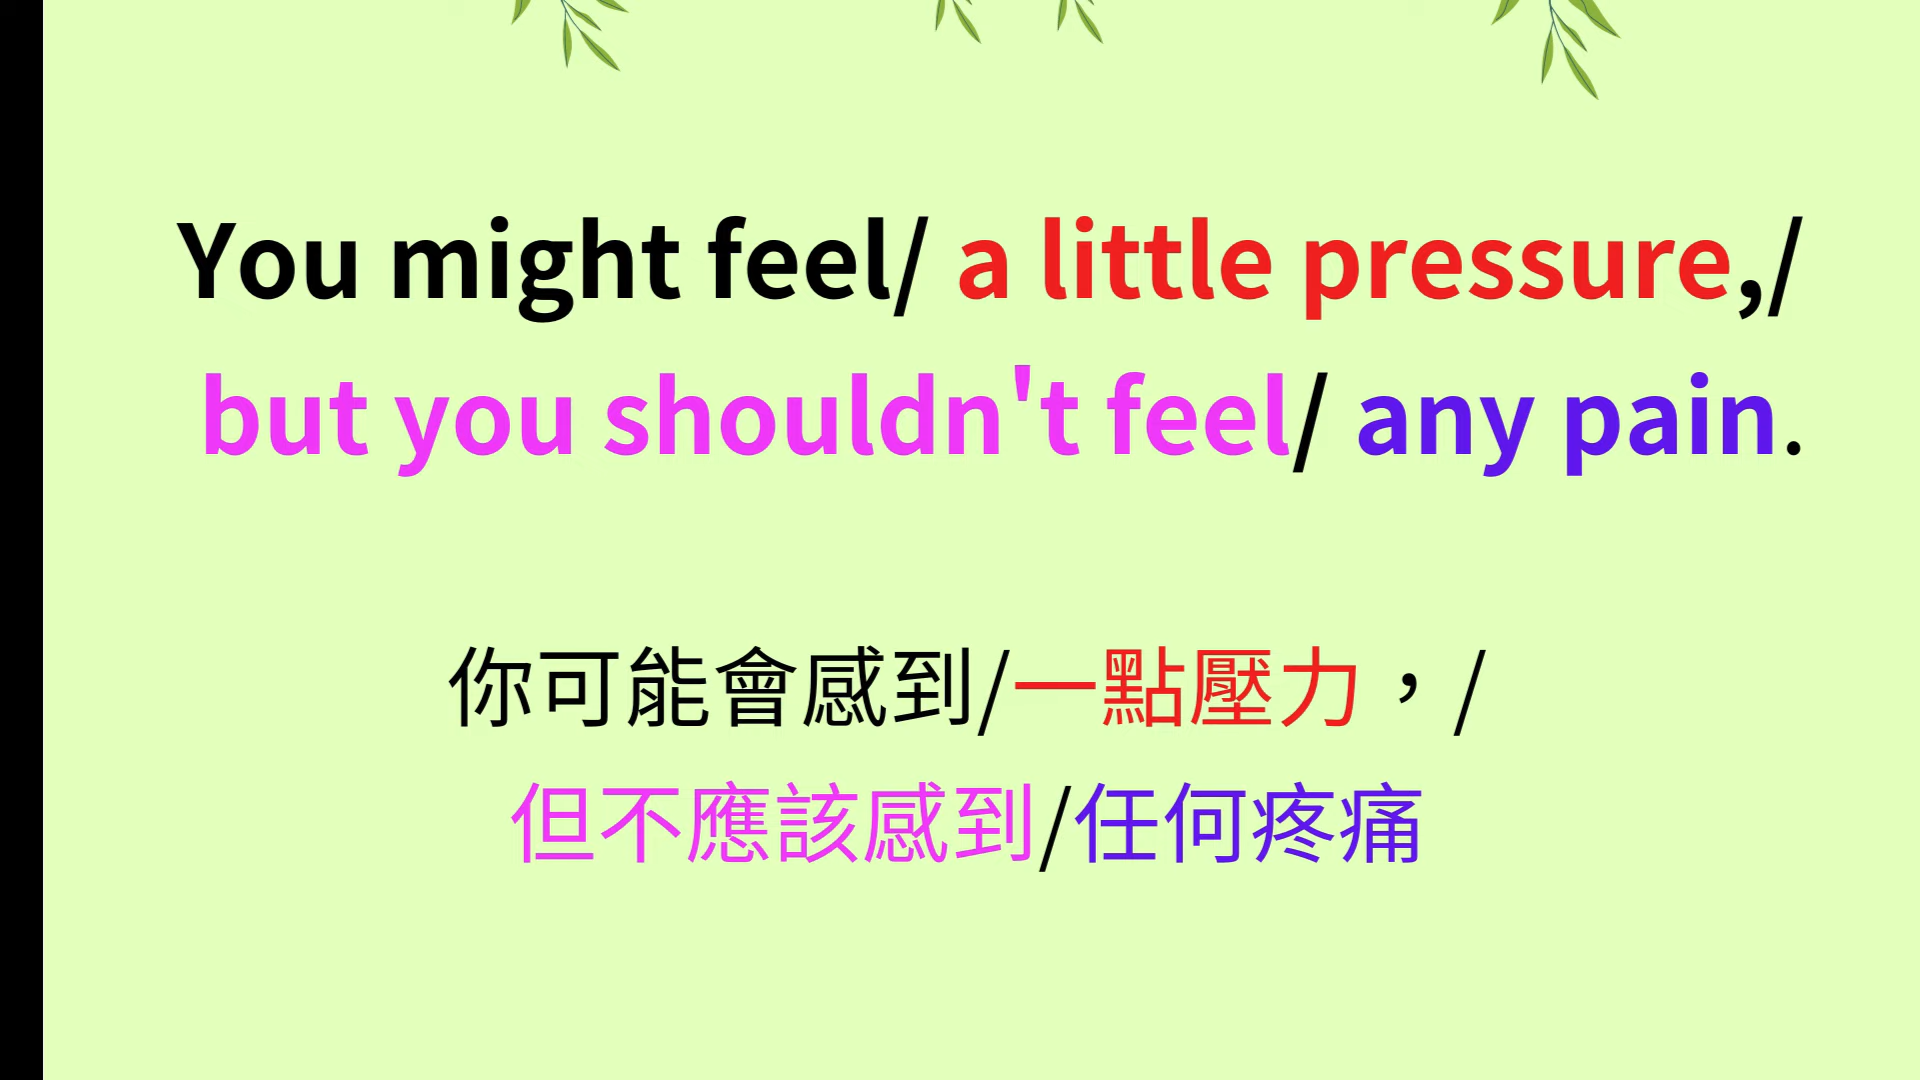 You might feel/ a little pressure,/
but you shouldn't feel/ any pain.
你可能會感到/一點壓力，/
但不應該感到/任何疼痛